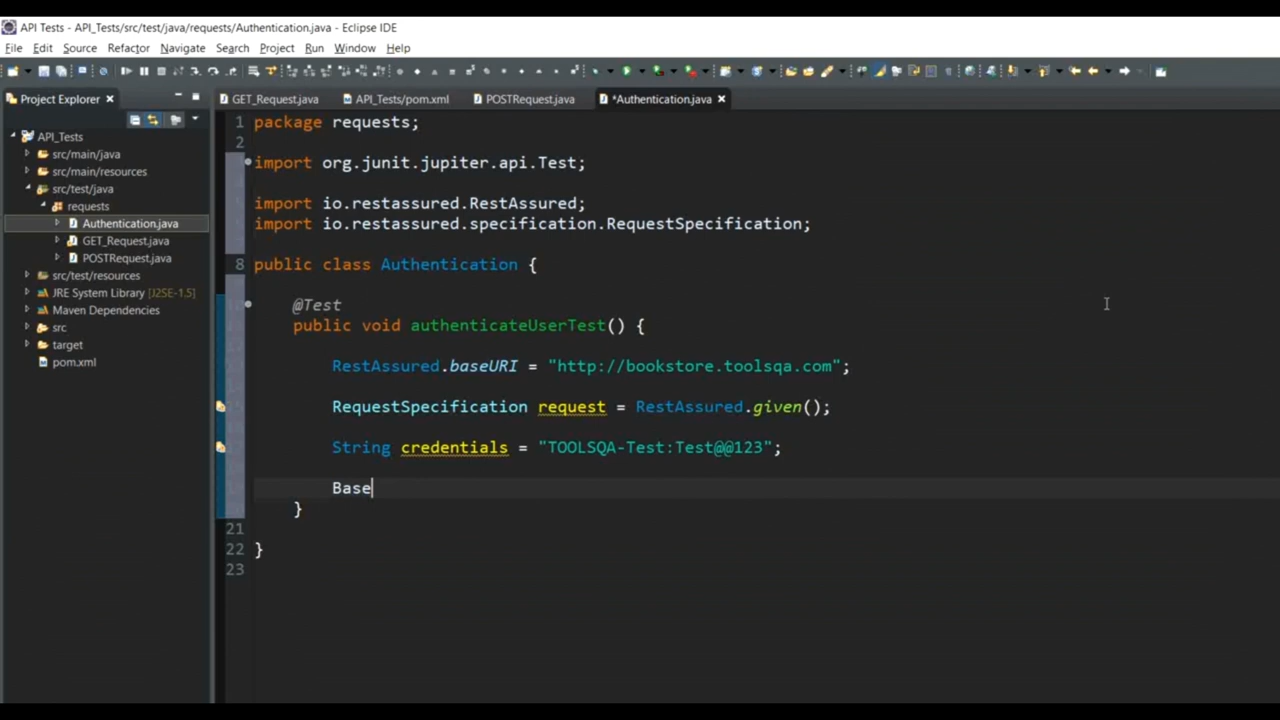 API Tests - API_Tests/src/test/java/requests/Authentication.java - Eclipse IDE
File Edit Source Refactor Navigate Search Project Run Window Help
Project Explorer
GET_Request.java API_Tests/pom.xml POSTRequest.java *Authentication.java
API_Tests
src/main/java
src/main/resources
src/test/java
requests
Authentication.java
GET_Request.java
POSTRequest.java
src/test/resources
JRE System Library [J2SE-1.5]
Maven Dependencies
src
target
pom.xml
1 package requests;
2
import org.junit.jupiter.api.Test;
import io.restassured.RestAssured;
import io.restassured.specification.RequestSpecification;
8 public class Authentication {
@Test
public void authenticateUserTest() {
RestAssured.baseURI = "http://bookstore.toolsqa.com";
RequestSpecification request = RestAssured.given();
String credentials = "TOOLSQA-Test:Test@@123";
Base
}
21
22 }
23